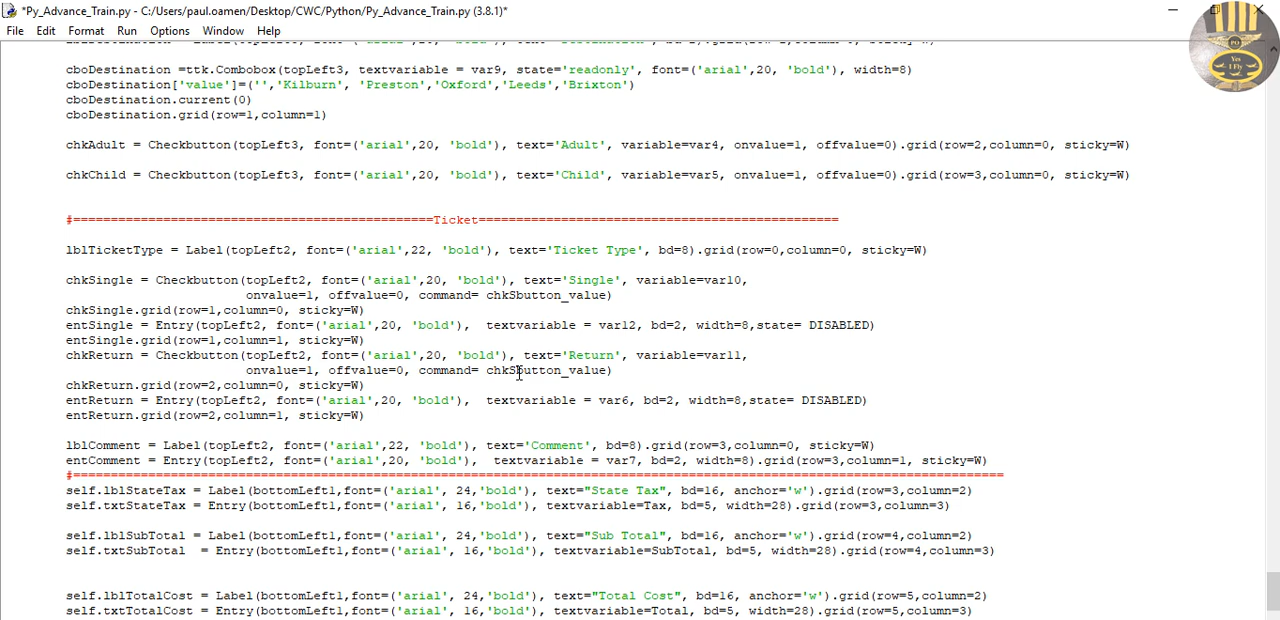 *Py_Advance_Train.py - C:/Users/paul.oamen/Desktop/CWC/Python/Py_Advance_Train.py (3.8.1)*
File Edit Format Run Options Window Help
cboDestination =ttk.Combobox(topLeft3, textvariable = var9, state='readonly', font=('arial',20, 'bold'), width=8)
cboDestination['value']=('','Kilburn', 'Preston','Oxford','Leeds','Brixton')
cboDestination.current(0)
cboDestination.grid(row=1,column=1)
chkAdult = Checkbutton(topLeft3, font=('arial',20, 'bold'), text='Adult', variable=var4, onvalue=1, offvalue=0).grid(row=2,column=0, sticky=W)
chkChild = Checkbutton(topLeft3, font=('arial',20, 'bold'), text='Child', variable=var5, onvalue=1, offvalue=0).grid(row=3,column=0, sticky=W)
#================================================Ticket================================================
lblTicketType = Label(topLeft2, font=('arial',22, 'bold'), text='Ticket Type', bd=8).grid(row=0,column=0, sticky=W)
chkSingle = Checkbutton(topLeft2, font=('arial',20, 'bold'), text='Single', variable=var10,
onvalue=1, offvalue=0, command= chkSbutton_value)
chkSingle.grid(row=1,column=0, sticky=W)
entSingle = Entry(topLeft2, font=('arial',20, 'bold'),  textvariable = var12, bd=2, width=8,state= DISABLED)
entSingle.grid(row=1,column=1, sticky=W)
chkReturn = Checkbutton(topLeft2, font=('arial',20, 'bold'), text='Return', variable=var11,
onvalue=1, offvalue=0, command= chkSbutton_value)
chkReturn.grid(row=2,column=0, sticky=W)
entReturn = Entry(topLeft2, font=('arial',20, 'bold'),  textvariable = var6, bd=2, width=8,state= DISABLED)
entReturn.grid(row=2,column=1, sticky=W)
lblComment = Label(topLeft2, font=('arial',22, 'bold'), text='Comment', bd=8).grid(row=3,column=0, sticky=W)
entComment = Entry(topLeft2, font=('arial',20, 'bold'),  textvariable = var7, bd=2, width=8).grid(row=3,column=1, sticky=W)
#============================================================================================================================
self.lblStateTax = Label(bottomLeft1,font=('arial', 24,'bold'), text="State Tax", bd=16, anchor='w').grid(row=3,column=2)
self.txtStateTax = Entry(bottomLeft1,font=('arial', 16,'bold'), textvariable=Tax, bd=5, width=28).grid(row=3,column=3)
self.lblSubTotal = Label(bottomLeft1,font=('arial', 24,'bold'), text="Sub Total", bd=16, anchor='w').grid(row=4,column=2)
self.txtSubTotal  = Entry(bottomLeft1,font=('arial', 16,'bold'), textvariable=SubTotal, bd=5, width=28).grid(row=4,column=3)
self.lblTotalCost = Label(bottomLeft1,font=('arial', 24,'bold'), text="Total Cost", bd=16, anchor='w').grid(row=5,column=2)
self.txtTotalCost = Entry(bottomLeft1,font=('arial', 16,'bold'), textvariable=Total, bd=5, width=28).grid(row=5,column=3)
PO
Yes
I Fly